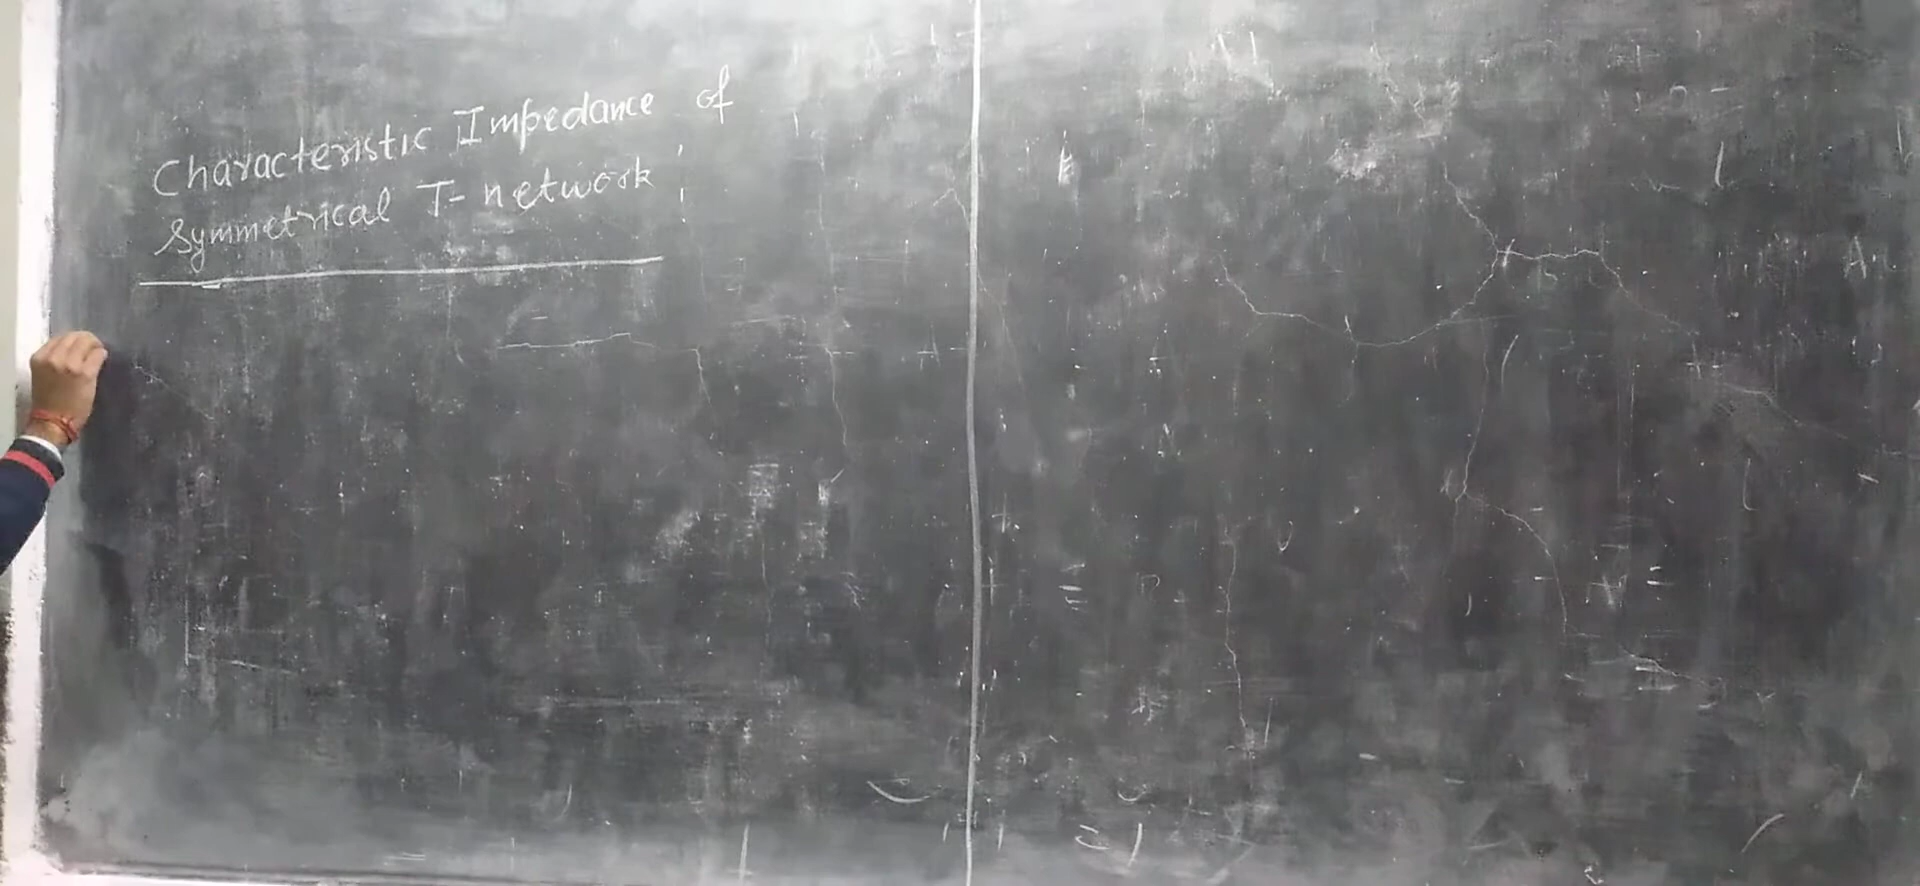 Characteristic Impedance of
Symmetrical T-network :